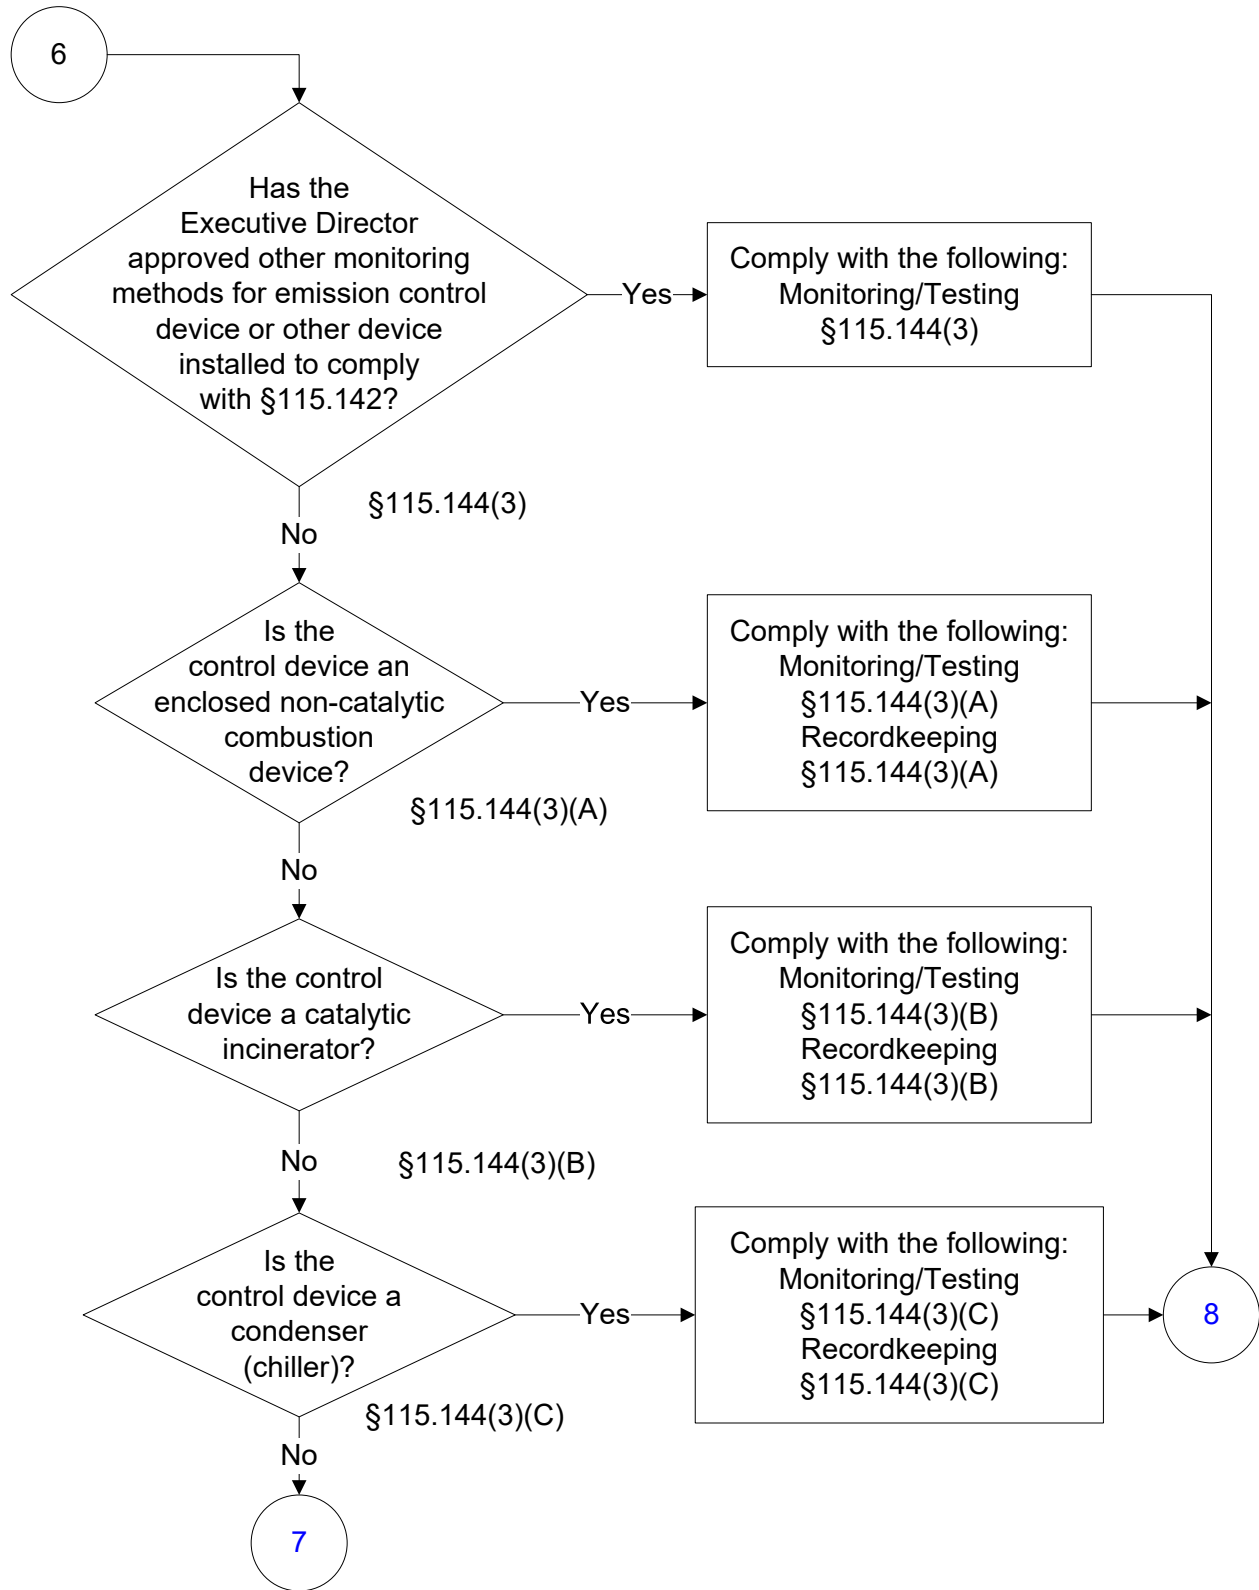 6
Has the
Executive Director
approved other monitoring
methods for emission control
device or other device
installed to comply
with §115.142?
Yes
Comply with the following:
Monitoring/Testing
§115.144(3)
§115.144(3)
No
Is the
control device an
enclosed non-catalytic
combustion
device?
Yes
Comply with the following:
Monitoring/Testing
§115.144(3)(A)
Recordkeeping
§115.144(3)(A)
§115.144(3)(A)
No
Is the control
device a catalytic
incinerator?
Yes
Comply with the following:
Monitoring/Testing
§115.144(3)(B)
Recordkeeping
§115.144(3)(B)
No
§115.144(3)(B)
Is the
control device a
condenser
(chiller)?
Yes
Comply with the following:
Monitoring/Testing
§115.144(3)(C)
Recordkeeping
§115.144(3)(C)
8
§115.144(3)(C)
No
7